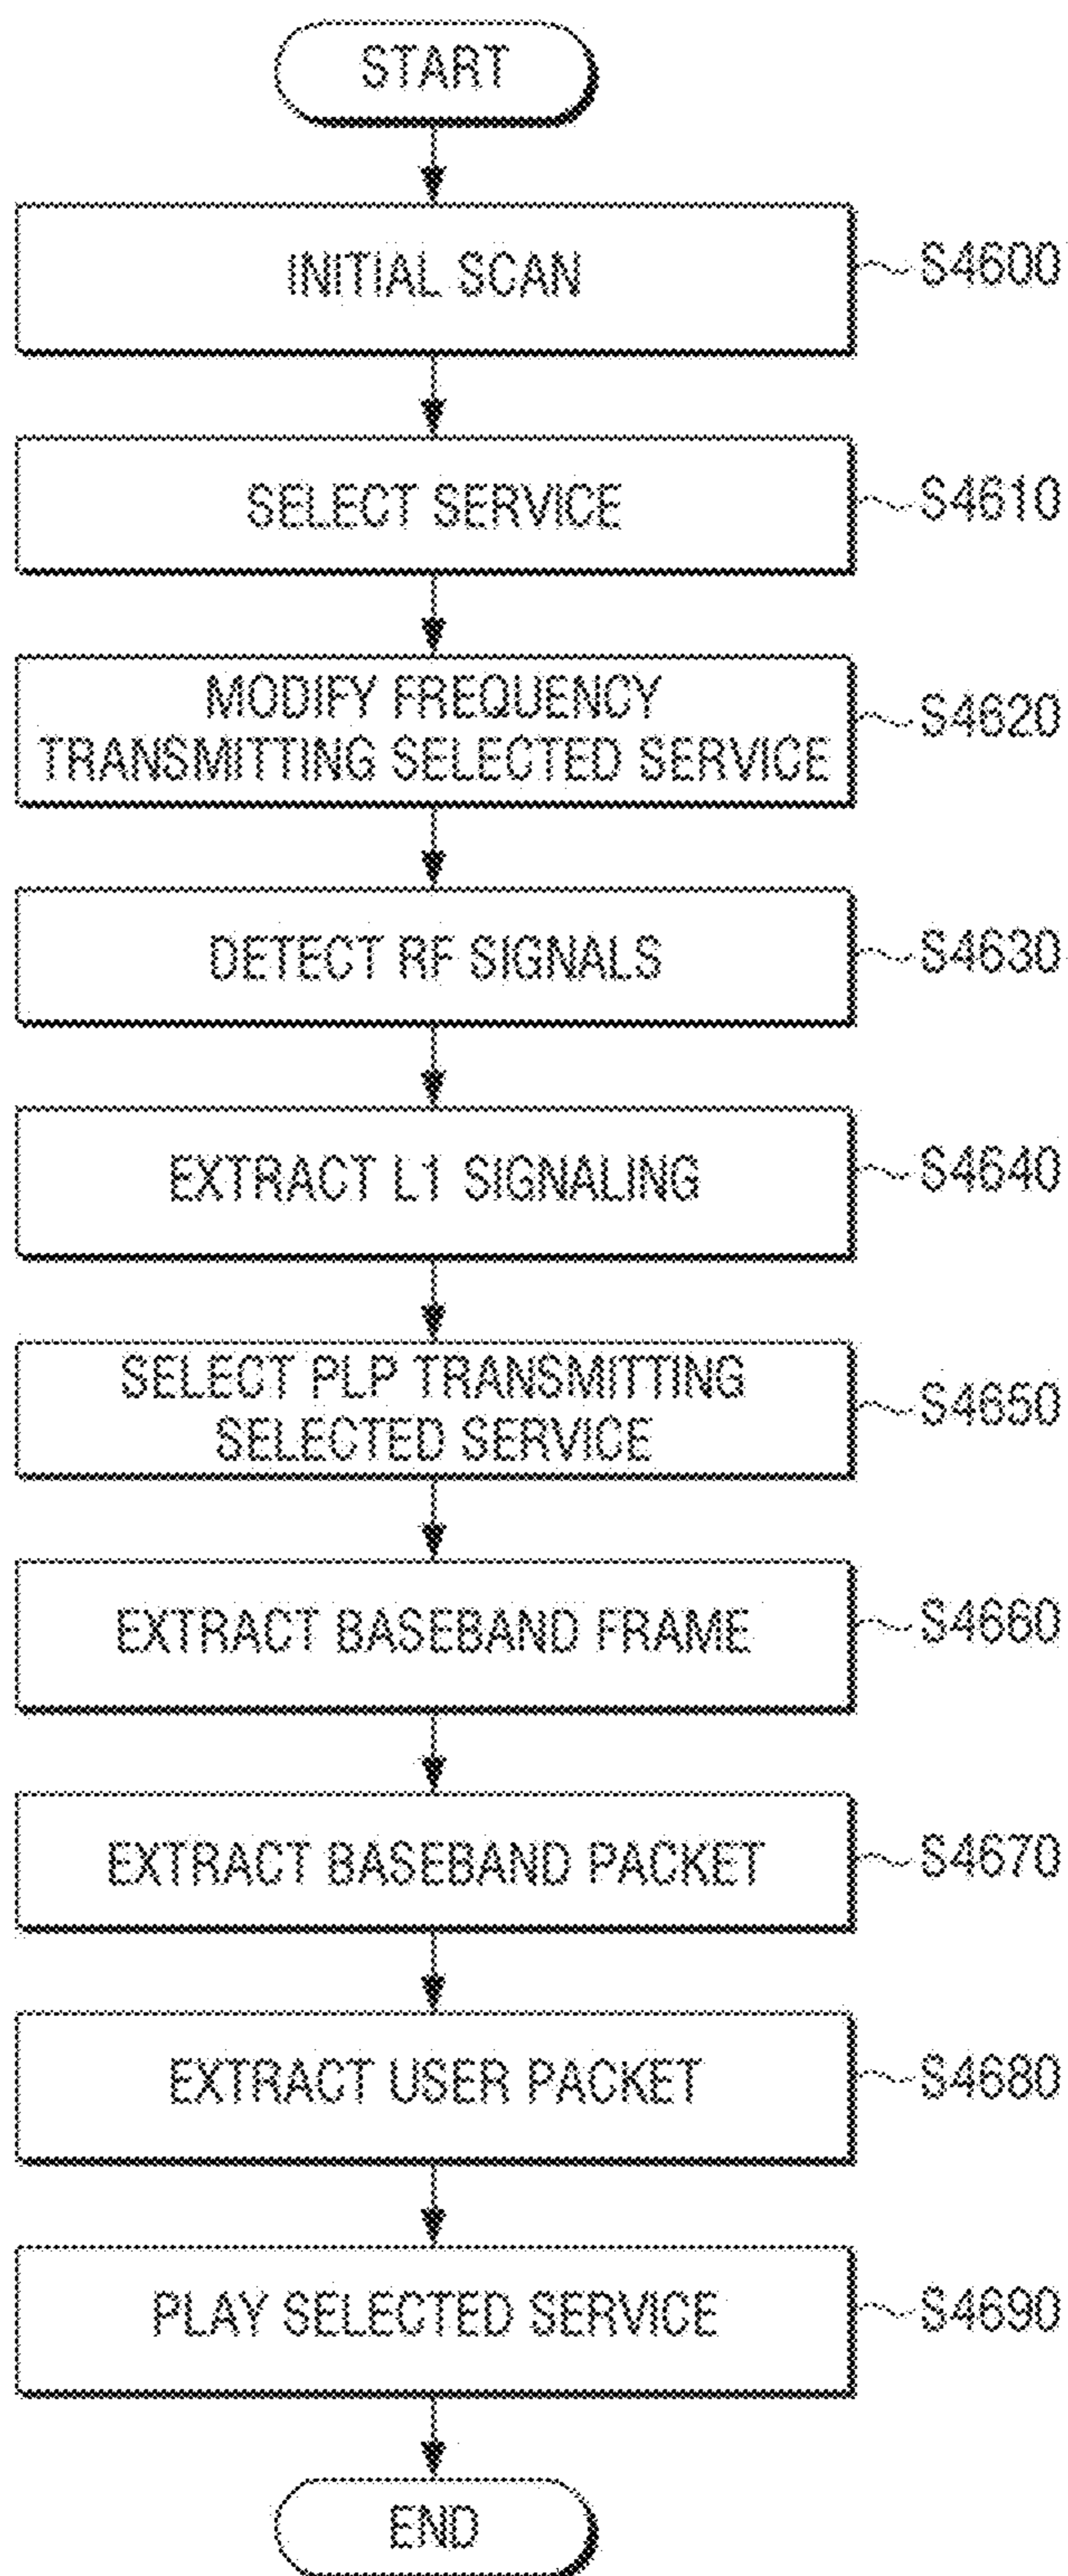 START
INITIAL SCAN
S4600
SELECT SERVICE
S4610
MODIFY FREQUENCY
TRANSMITTING SELECTED SERVICE
S4620
DETECT RF SIGNALS
S4630
EXTRACT L1 SIGNALING
S4640
SELECT PLP TRANSMITTING
SELECTED SERVICE
S4650
EXTRACT BASEBAND FRAME
S4660
EXTRACT BASEBAND PACKET
S4670
EXTRACT USER PACKET
S4680
PLAY SELECTED SERVICE
S4690
END